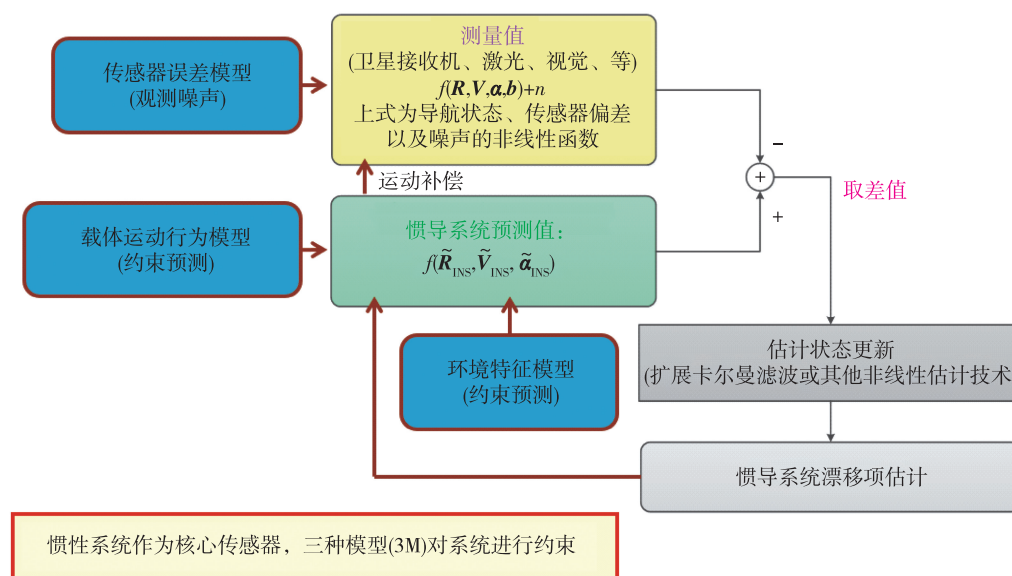 传感器误差模型
(观测噪声)
测量值
(卫星接收机、激光、视觉、等)
f(R,V,α,b)+n
上式为导航状态、传感器偏差
以及噪声的非线性函数
−
+
+
取差值
运动补偿
载体运动行为模型
(约束预测)
惯导系统预测值:
f(R̃INS,ṼINS,α̃INS)
环境特征模型
(约束预测)
估计状态更新
(扩展卡尔曼滤波或其他非线性估计技术
惯导系统漂移项估计
惯性系统作为核心传感器，三种模型(3M)对系统进行约束